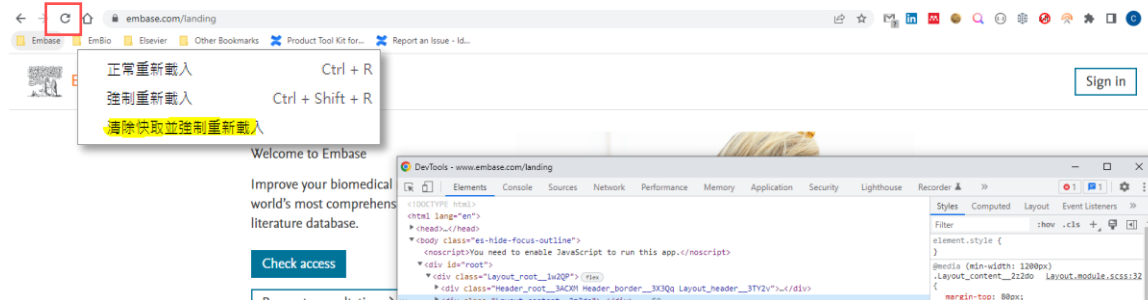 embase.com/landing
Embase EmBio Elsevier Other Bookmarks Product Tool Kit for... Report an Issue - Id...
正常重新載入 Ctrl + R
強制重新載入 Ctrl + Shift + R
清除快取並強制重新載入
Sign in
Welcome to Embase
Improve your biomedical
world's most comprehens
literature database.
Check access
DevTools - www.embase.com/landing
Elements Console Sources Network Performance Memory Application Security Lighthouse Recorder » 1 1
<!DOCTYPE html>
<html lang="en">
<head>…</head>
<body class="es-hide-focus-outline">
<noscript>You need to enable JavaScript to run this app.</noscript>
<div id="root">
<div class="Layout_root__1w2QP"> flex
<div class="Header_root__3ACXM Header_border__3X3Qq Layout_header__3TY2v">…</div>
Styles Computed Layout Event Listeners »
Filter :hov .cls +
element.style {
}
@media (min-width: 1200px)
.Layout_content__2z2do Layout.module.scss:32
{
margin-top: 80px;